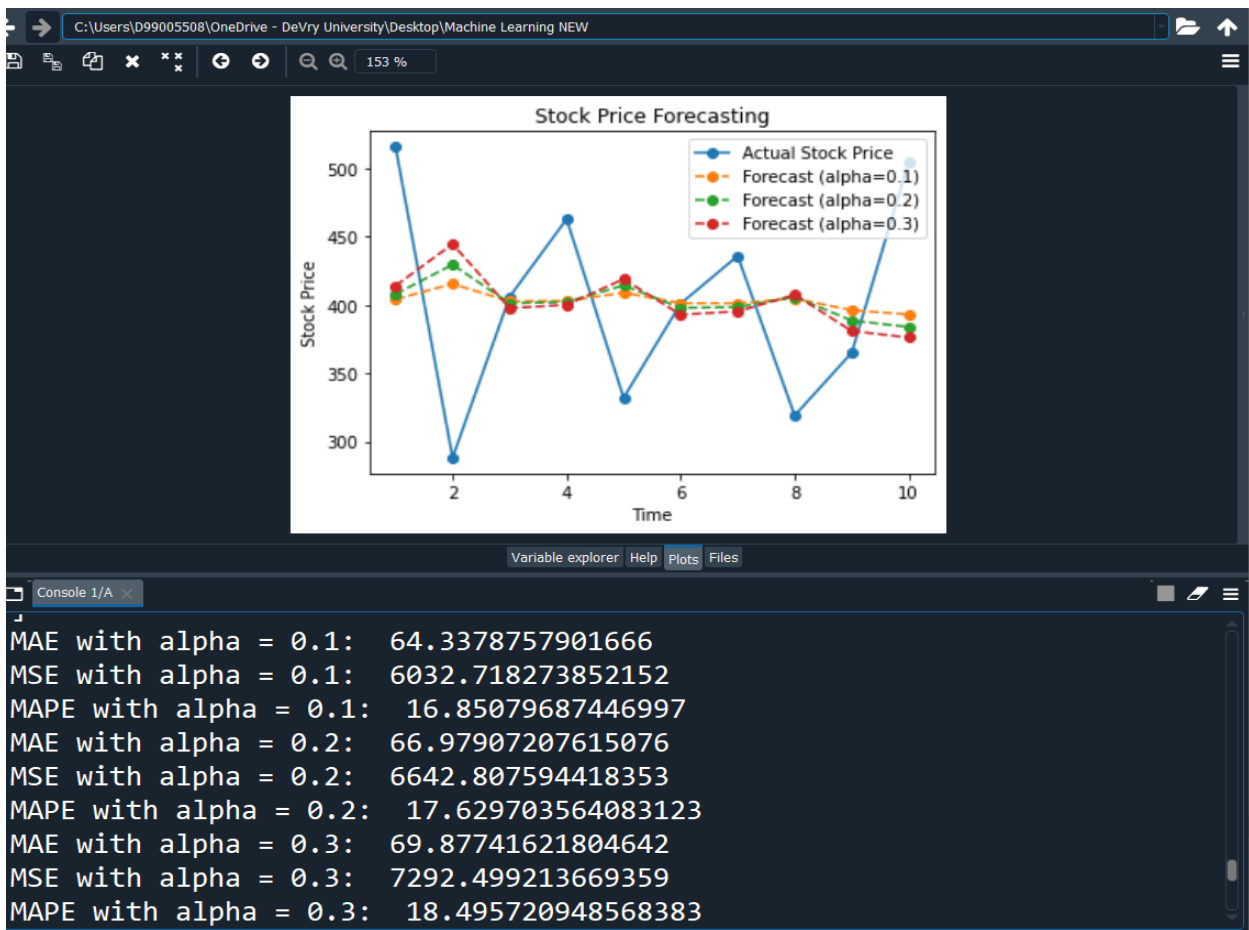 C:\Users\D99005508\OneDrive - DeVry University\Desktop\Machine Learning NEW
153 %
Stock Price Forecasting
Actual Stock Price
Forecast (alpha=0.1)
Forecast (alpha=0.2)
Forecast (alpha=0.3)
500
450
400
350
300
Stock Price
2 4 6 8 10
Time
Variable explorer Help Plots Files
Console 1/A
]
MAE with alpha = 0.1:  64.3378757901666
MSE with alpha = 0.1:  6032.718273852152
MAPE with alpha = 0.1:  16.85079687446997
MAE with alpha = 0.2:  66.97907207615076
MSE with alpha = 0.2:  6642.807594418353
MAPE with alpha = 0.2:  17.629703564083123
MAE with alpha = 0.3:  69.87741621804642
MSE with alpha = 0.3:  7292.499213669359
MAPE with alpha = 0.3:  18.495720948568383